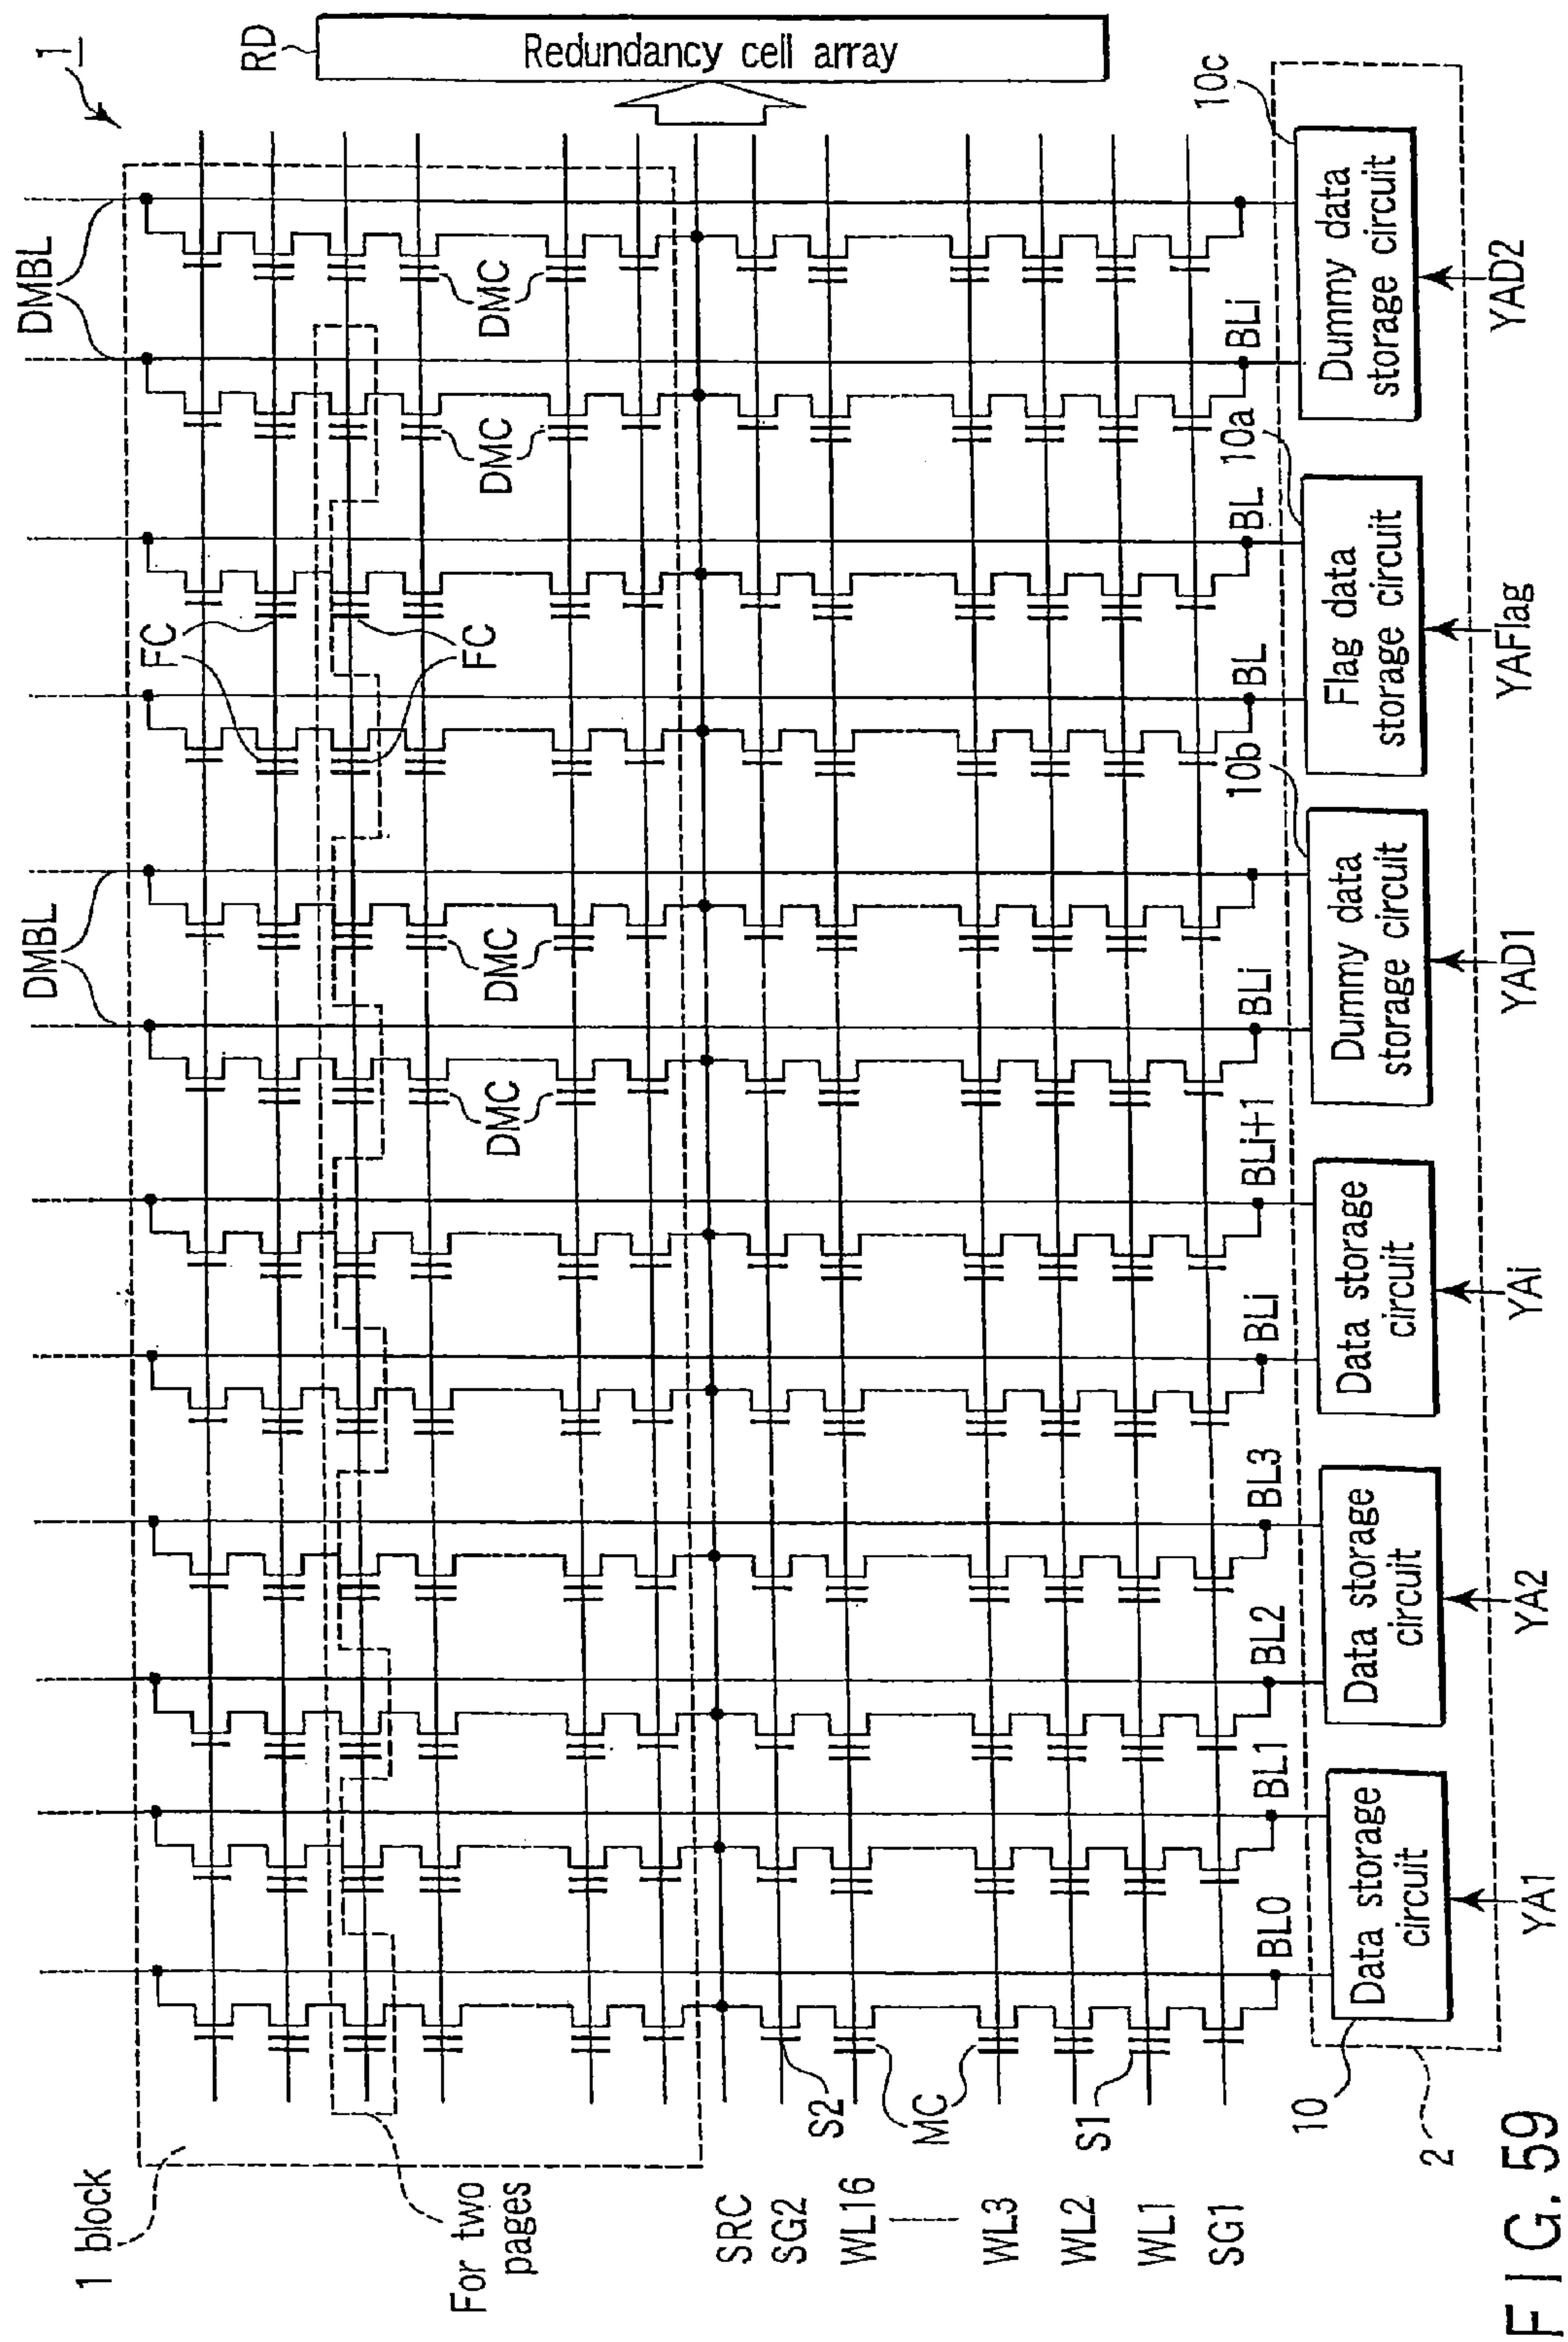 1
RD
Redundancy cell array
DMBL
DMBL
1 block
For two
pages
FC
FC
DMC
DMC
DMC
DMC
SRC
SG2
WL16
WL3
WL2
WL1
SG1
S2
MC
S1
BL0
BL1
BL2
BL3
BLi
BLi+1
BLi
BL
BL
BLi
10
10b
10a
10c
2
Data storage
circuit
Data storage
circuit
Data storage
circuit
Dummy data
storage circuit
Flag data
storage circuit
Dummy data
storage circuit
YA1
YA2
YAi
YAD1
YAFlag
YAD2
FIG. 59